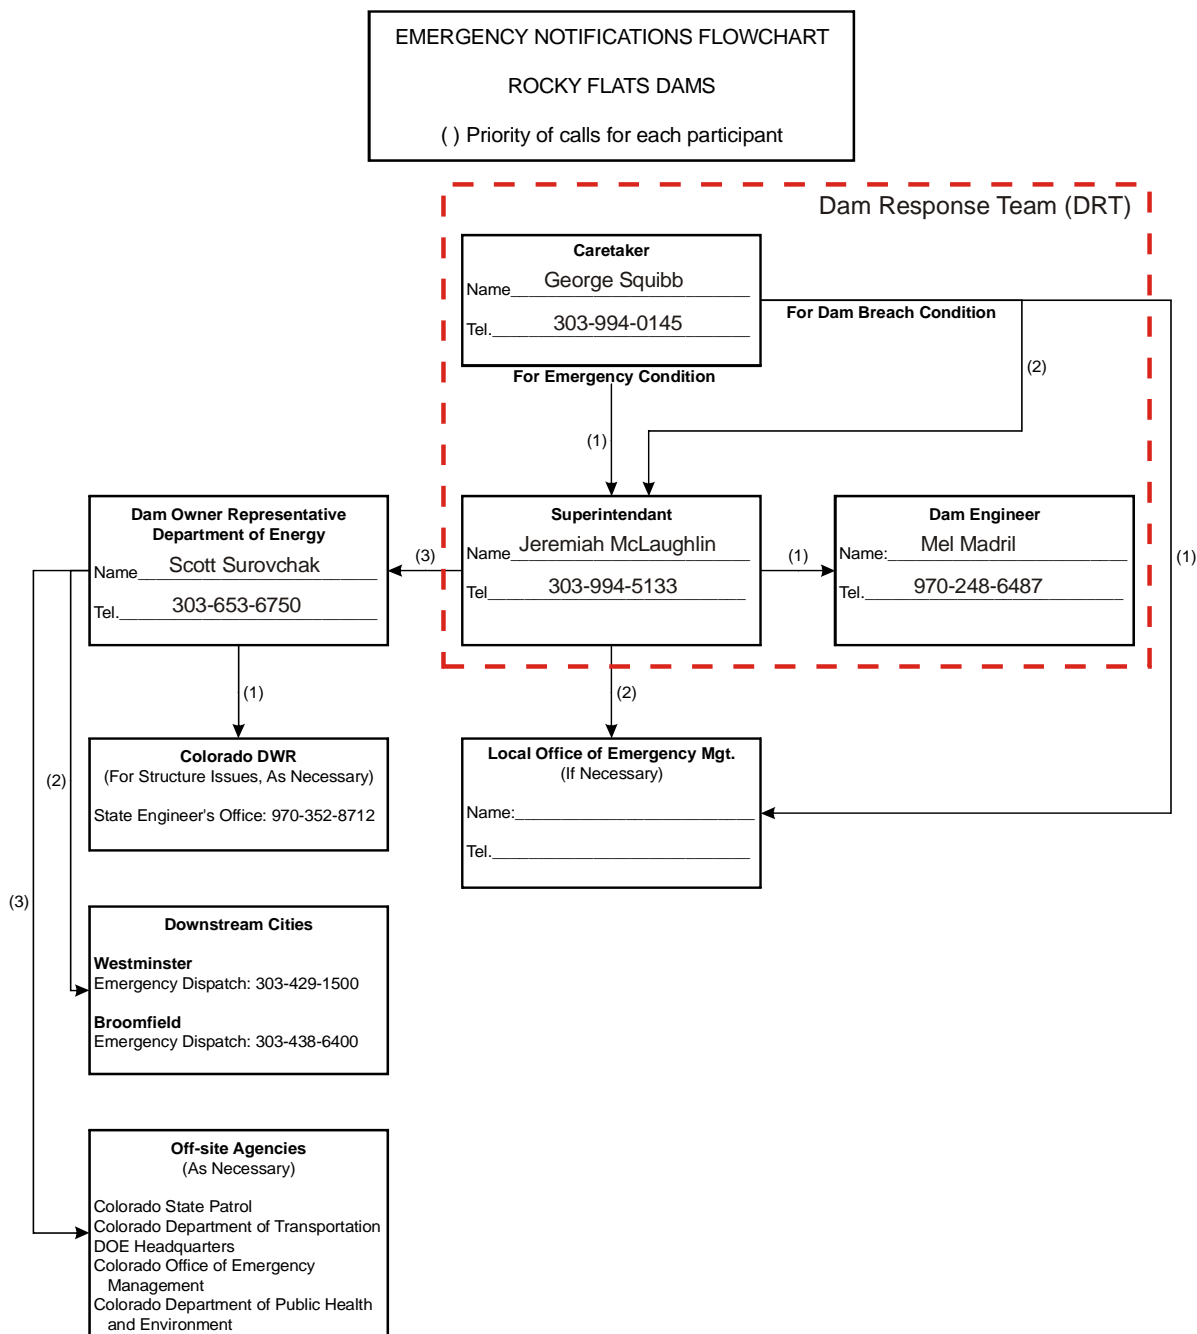 EMERGENCY NOTIFICATIONS FLOWCHART
ROCKY FLATS DAMS
( ) Priority of calls for each participant
Dam Response Team (DRT)
Caretaker
Name George Squibb
Tel. 303-994-0145
For Dam Breach Condition
For Emergency Condition
(2)
(1)
(1)
Dam Owner Representative
Department of Energy
Name Scott Surovchak
Tel. 303-653-6750
(3)
Superintendant
Name Jeremiah McLaughlin
Tel 303-994-5133
(1)
Dam Engineer
Name: Mel Madril
Tel. 970-248-6487
(1)
(2)
(2)
(3)
Colorado DWR
(For Structure Issues, As Necessary)
State Engineer's Office: 970-352-8712
Local Office of Emergency Mgt.
(If Necessary)
Name:
Tel.
Downstream Cities
Westminster
Emergency Dispatch: 303-429-1500
Broomfield
Emergency Dispatch: 303-438-6400
Off-site Agencies
(As Necessary)
Colorado State Patrol
Colorado Department of Transportation
DOE Headquarters
Colorado Office of Emergency
Management
Colorado Department of Public Health
and Environment